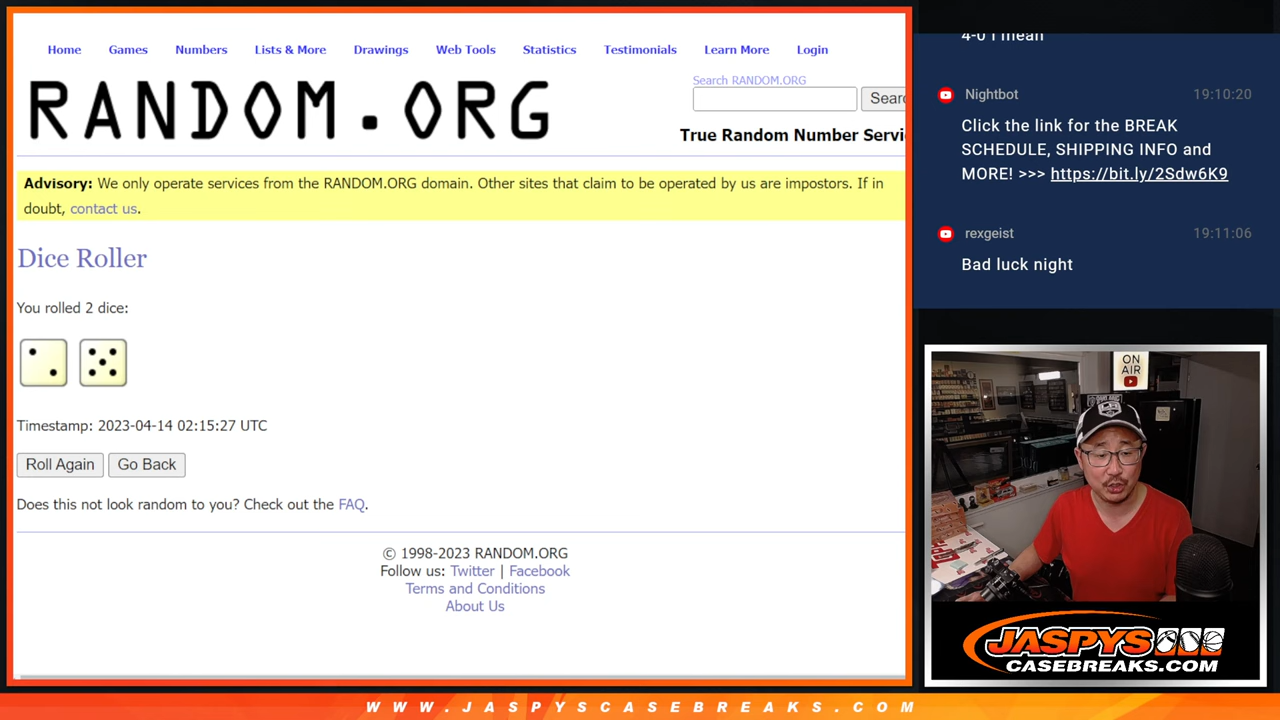 Home Games Numbers Lists & More Drawings Web Tools Statistics Testimonials Learn More Login
RANDOM.ORG
Search RANDOM.ORG
Searc
True Random Number Servi
Advisory: We only operate services from the RANDOM.ORG domain. Other sites that claim to be operated by us are impostors. If in
doubt, contact us.
Dice Roller
You rolled 2 dice:
Timestamp: 2023-04-14 02:15:27 UTC
Roll Again Go Back
Does this not look random to you? Check out the FAQ.
© 1998-2023 RANDOM.ORG
Follow us: Twitter | Facebook
Terms and Conditions
About Us
4-0 I mean
Nightbot 19:10:20
Click the link for the BREAK
SCHEDULE, SHIPPING INFO and
MORE! >>> https://bit.ly/2Sdw6K9
rexgeist 19:11:06
Bad luck night
ON
AIR
JASPYS
CASEBREAKS.COM
WWW.JASPYSCASEBREAKS.COM